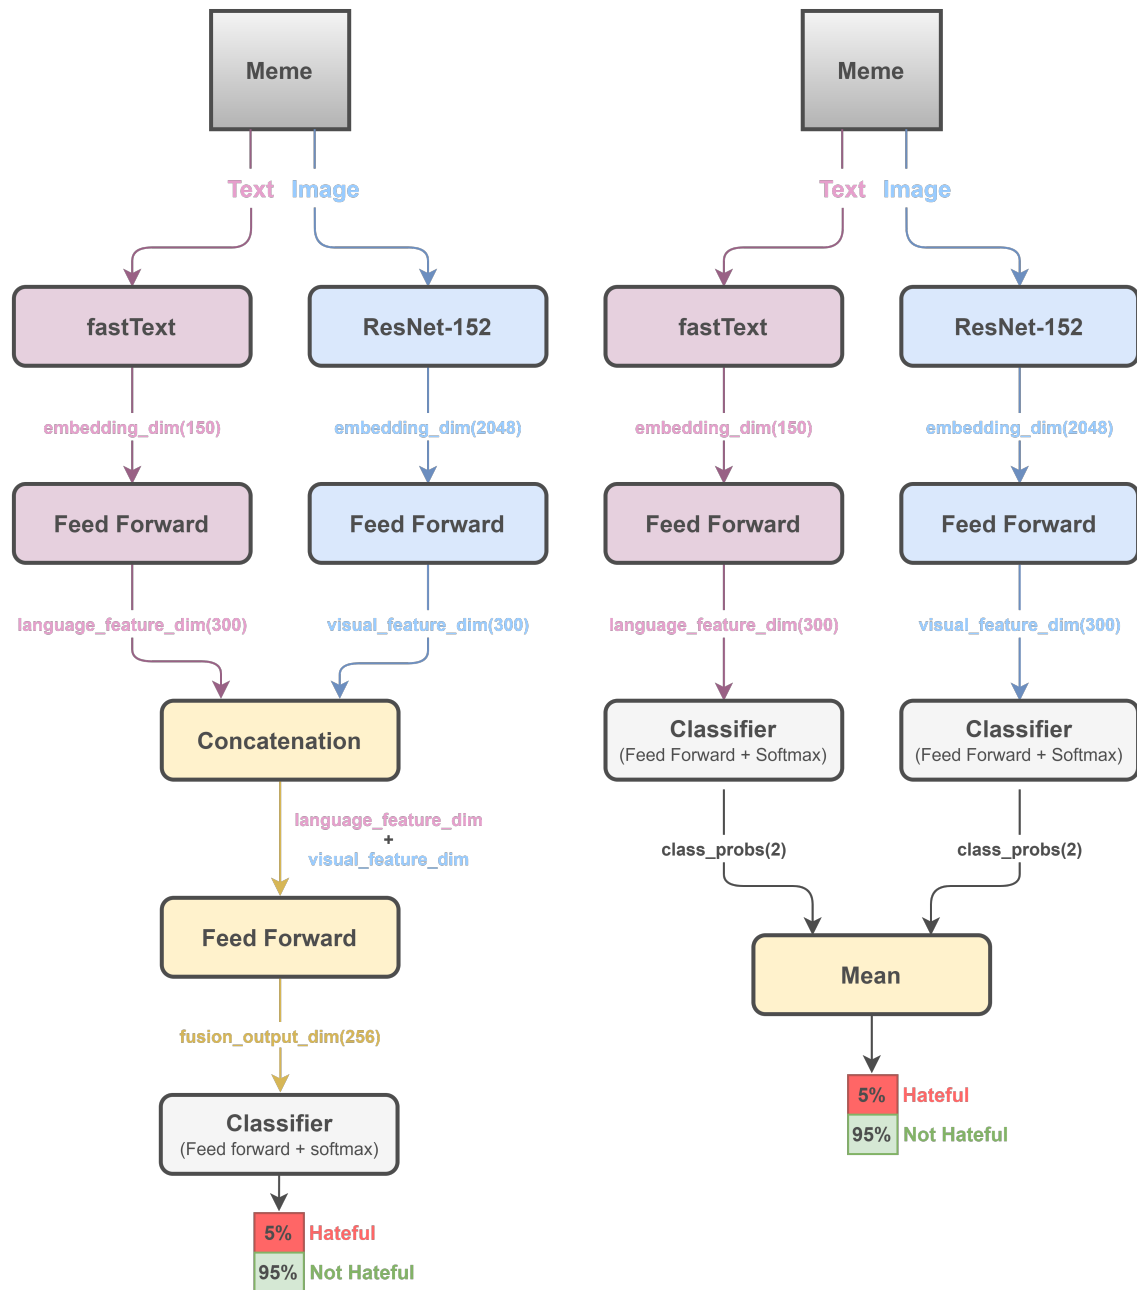 Meme
Text Image
fastText
ResNet-152
embedding_dim(150)
embedding_dim(2048)
Feed Forward
Feed Forward
language_feature_dim(300)
visual_feature_dim(300)
Concatenation
language_feature_dim
+
visual_feature_dim
Feed Forward
fusion_output_dim(256)
Classifier
(Feed forward + softmax)
5% Hateful
95% Not Hateful
Meme
Text Image
fastText
ResNet-152
embedding_dim(150)
embedding_dim(2048)
Feed Forward
Feed Forward
language_feature_dim(300)
visual_feature_dim(300)
Classifier
(Feed Forward + Softmax)
Classifier
(Feed Forward + Softmax)
class_probs(2)
class_probs(2)
Mean
5% Hateful
95% Not Hateful